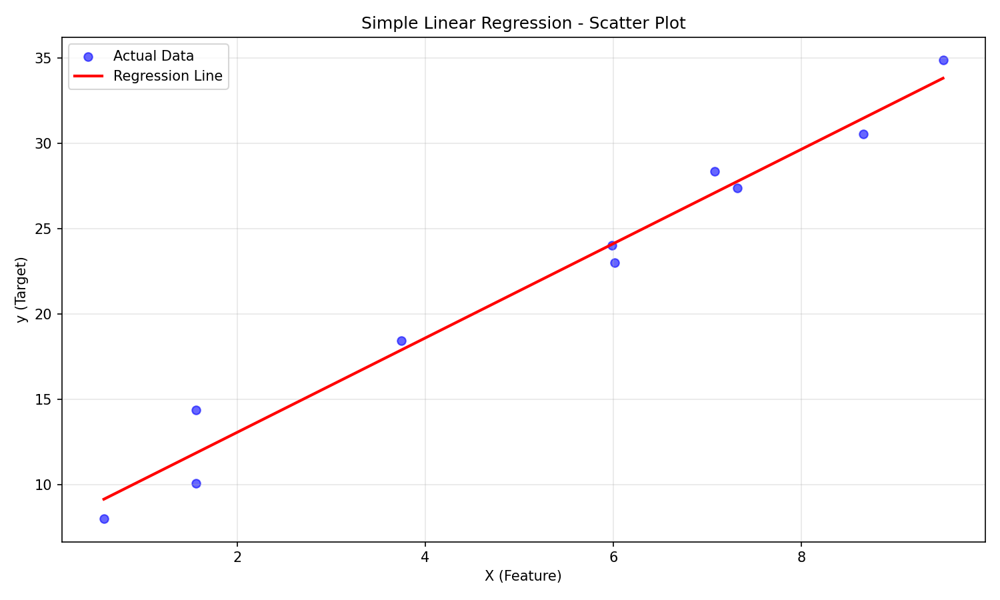 Simple Linear Regression - Scatter Plot
Actual Data
Regression Line
35
30
25
20
15
10
y (Target)
2 4 6 8
X (Feature)